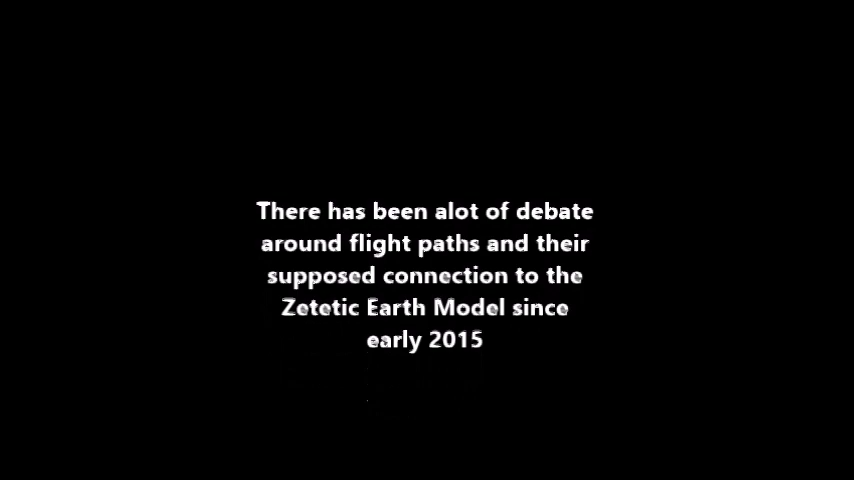 There has been alot of debate
around flight paths and their
supposed connection to the
Zetetic Earth Model since
early 2015